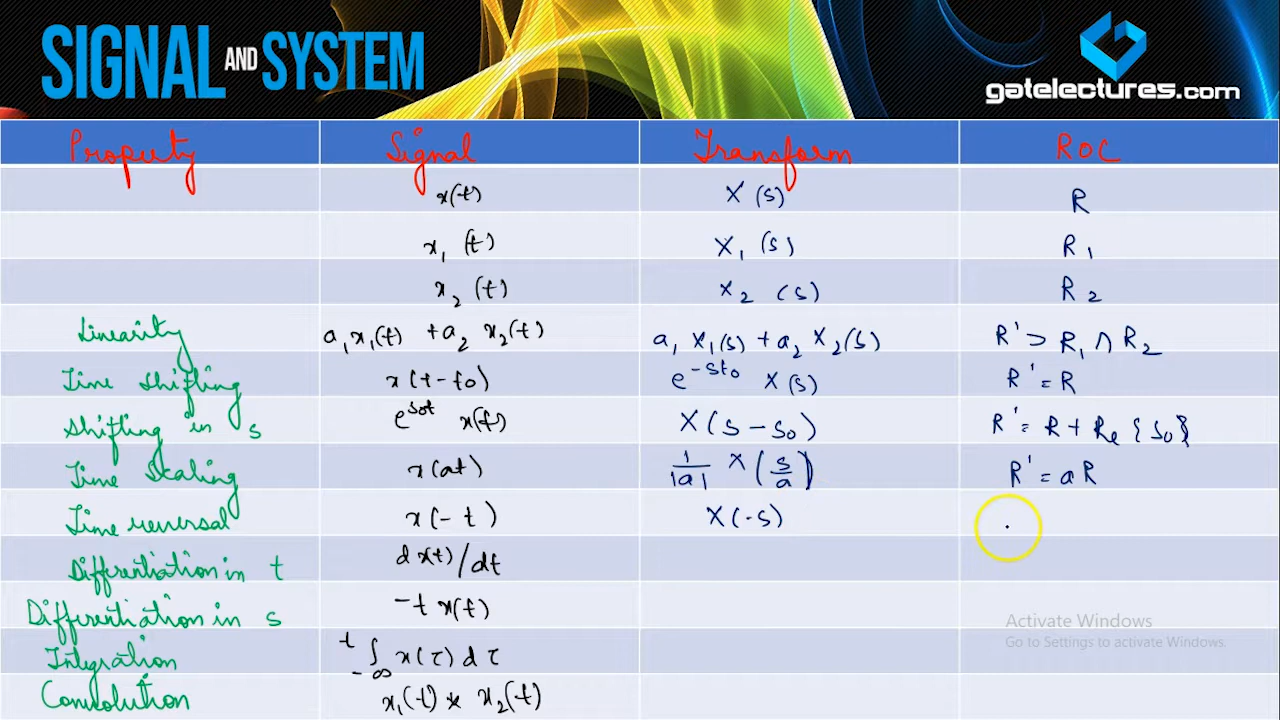 SIGNAL AND SYSTEM
gatelectures.com
Property Signal Transform ROC
x(t) X(s) R
x₁(t) X₁(s) R₁
x₂(t) X₂(s) R₂
Linearity a₁x₁(t) + a₂ x₂(t) a₁ X₁(s) + a₂ X₂(s) R' ⊃ R₁ ∩ R₂
Time Shifting x(t-t₀) e^-st₀ X(s) R' = R
Shifting in s e^s₀t x(t) X(s - s₀) R' = R + Re{s₀}
Time Scaling x(at) 1/|a| X(s/a) R' = aR
Time reversal x(-t) X(-s)
Differentiation in t dx(t)/dt
Differentiation in s -t x(t)
Integration ∫_-∞^t x(τ)dτ
Convolution x₁(t) * x₂(t)
Activate Windows
Go to Settings to activate Windows.